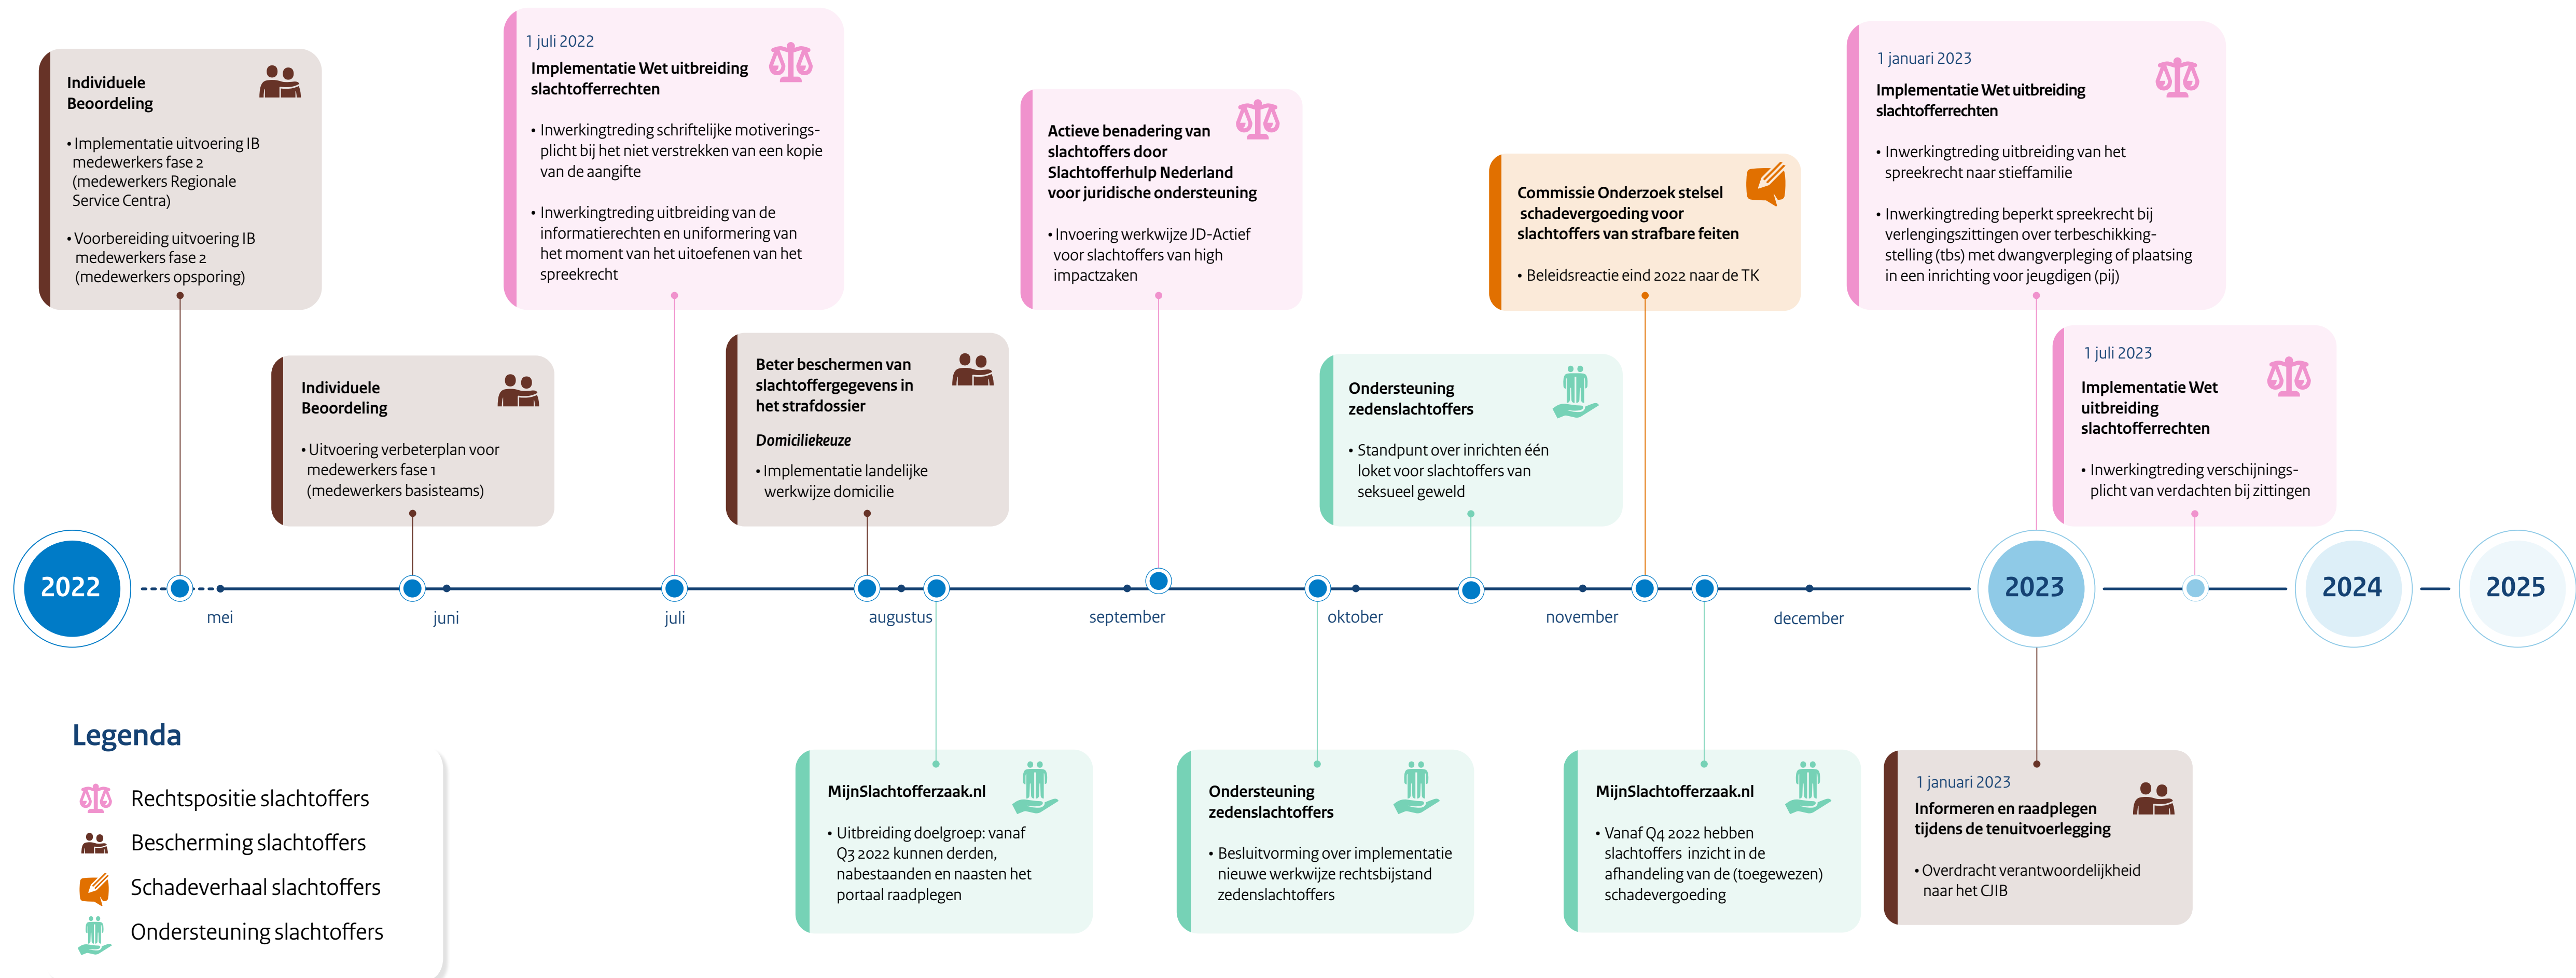 Individuele
Beoordeling
• Implementatie uitvoering IB
medewerkers fase 2
(medewerkers Regionale
Service Centra)
• Voorbereiding uitvoering IB
medewerkers fase 2
(medewerkers opsporing)
Individuele
Beoordeling
• Uitvoering verbeterplan voor
medewerkers fase 1
(medewerkers basisteams)
1 juli 2022
Implementatie Wet uitbreiding
slachtofferrechten
• Inwerkingtreding schriftelijke motiverings-
plicht bij het niet verstrekken van een kopie
van de aangifte
• Inwerkingtreding uitbreiding van de
informatierechten en uniformering van
het moment van het uitoefenen van het
spreekrecht
Beter beschermen van
slachtoffergegevens in
het strafdossier
Domiciliekeuze
• Implementatie landelijke
werkwijze domicilie
Actieve benadering van
slachtoffers door
Slachtofferhulp Nederland
voor juridische ondersteuning
• Invoering werkwijze JD-Actief
voor slachtoffers van high
impactzaken
Ondersteuning
zedenslachtoffers
• Standpunt over inrichten één
loket voor slachtoffers van
seksueel geweld
Commissie Onderzoek stelsel
schadevergoeding voor
slachtoffers van strafbare feiten
• Beleidsreactie eind 2022 naar de TK
1 januari 2023
Implementatie Wet uitbreiding
slachtofferrechten
• Inwerkingtreding uitbreiding van het
spreekrecht naar stieffamilie
• Inwerkingtreding beperkt spreekrecht bij
verlengingszittingen over terbeschikking-
stelling (tbs) met dwangverpleging of plaatsing
in een inrichting voor jeugdigen (pij)
1 juli 2023
Implementatie Wet
uitbreiding
slachtofferrechten
• Inwerkingtreding verschijnings-
plicht van verdachten bij zittingen
2022
mei
juni
juli
augustus
september
oktober
november
december
2023
2024
2025
Legenda
Rechtspositie slachtoffers
Bescherming slachtoffers
Schadeverhaal slachtoffers
Ondersteuning slachtoffers
MijnSlachtofferzaak.nl
• Uitbreiding doelgroep: vanaf
Q3 2022 kunnen derden,
nabestaanden en naasten het
portaal raadplegen
Ondersteuning
zedenslachtoffers
• Besluitvorming over implementatie
nieuwe werkwijze rechtsbijstand
zedenslachtoffers
MijnSlachtofferzaak.nl
• Vanaf Q4 2022 hebben
slachtoffers inzicht in de
afhandeling van de (toegewezen)
schadevergoeding
1 januari 2023
Informeren en raadplegen
tijdens de tenuitvoerlegging
• Overdracht verantwoordelijkheid
naar het CJIB